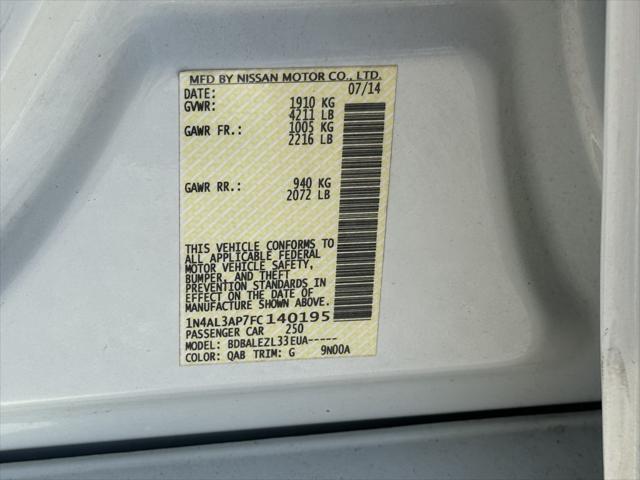 MFD BY NISSAN MOTOR CO., LTD.
DATE: 07/14
GVWR: 1910 KG
4211 LB
GAWR FR.: 1005 KG
2216 LB
GAWR RR.: 940 KG
2072 LB
THIS VEHICLE CONFORMS TO
ALL APPLICABLE FEDERAL
MOTOR VEHICLE SAFETY,
BUMPER, AND THEFT
PREVENTION STANDARDS IN
EFFECT ON THE DATE OF
MANUFACTURE SHOWN ABOVE.
1N4AL3AP7FC140195
PASSENGER CAR 250
MODEL: BDBALEZL33EUA-----
COLOR: QAB TRIM: G 9N00A